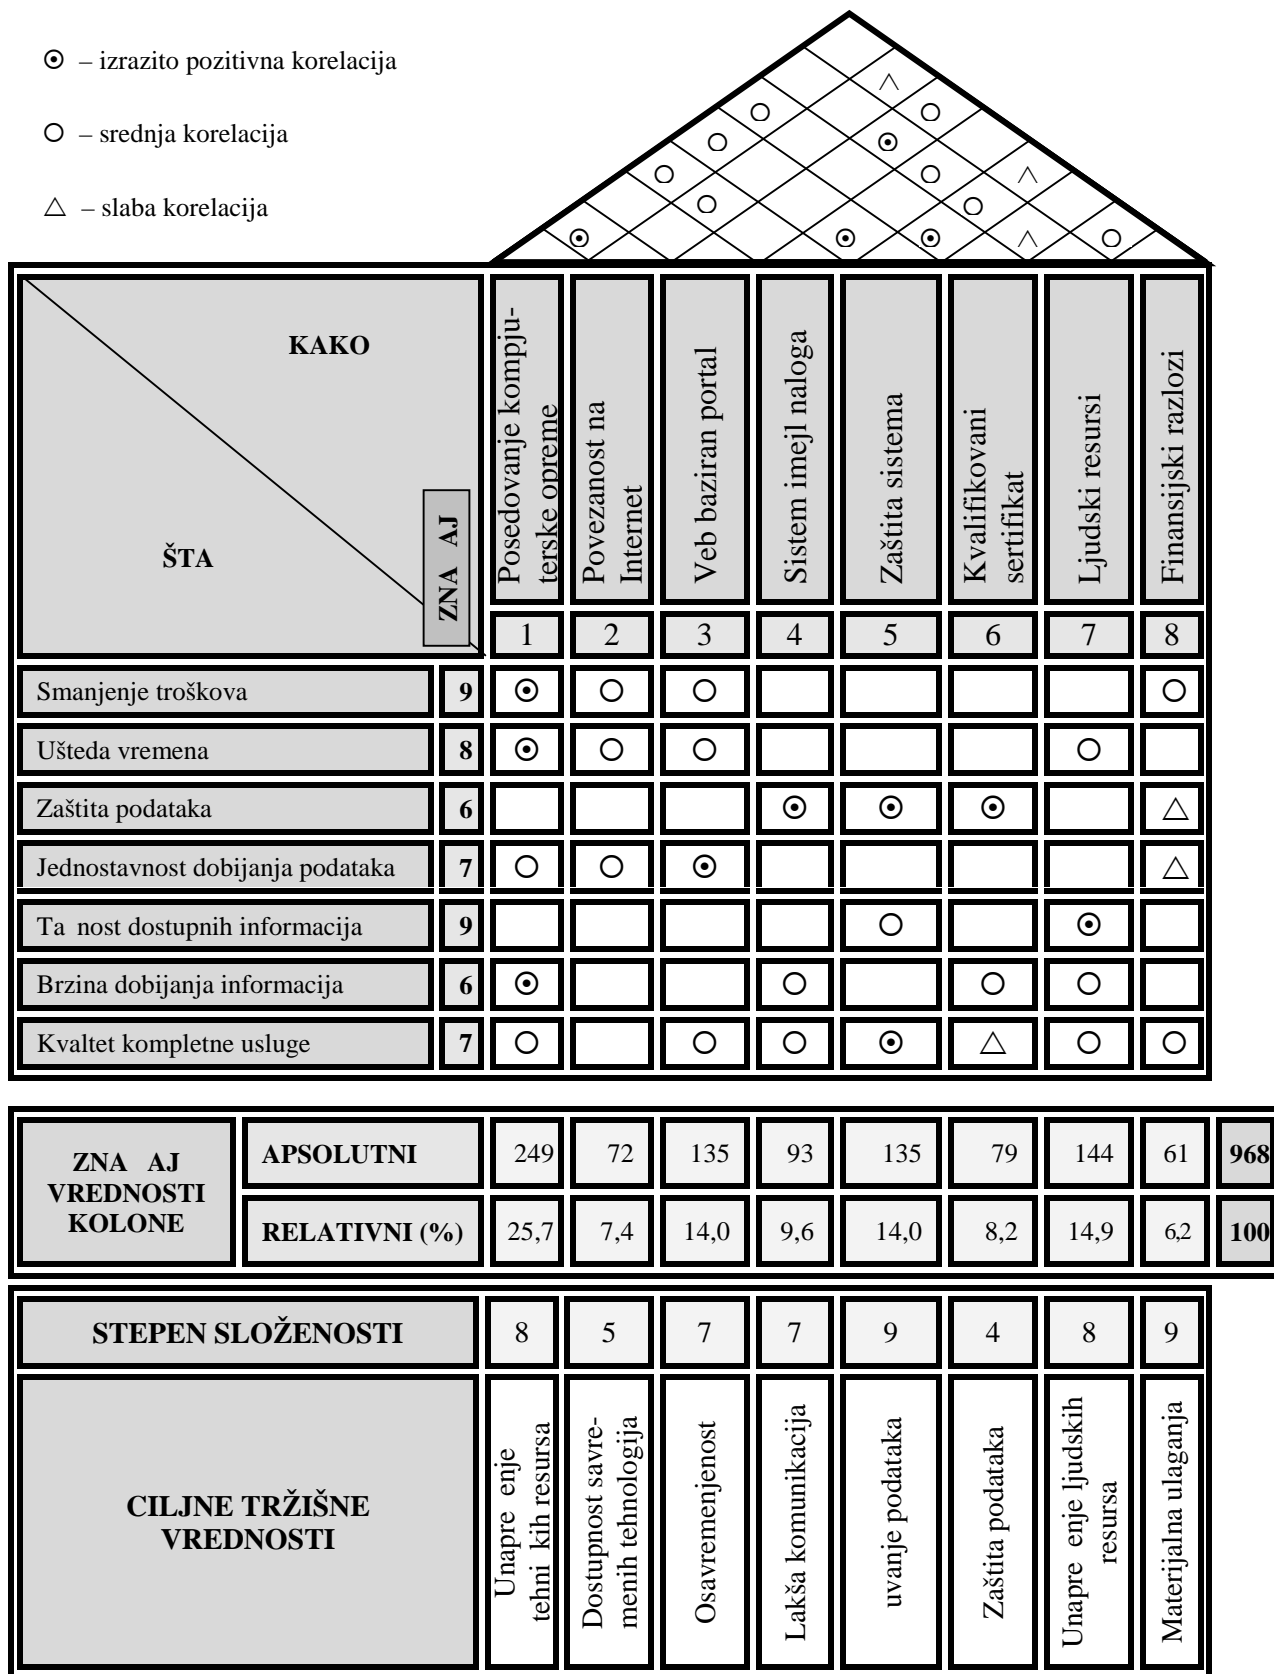 – izrazito pozitivna korelacija
– srednja korelacija
– slaba korelacija
KAKO
ŠTA
ZNA AJ
Posedovanje kompju-
terske opreme
Povezanost na
Internet
Veb baziran portal
Sistem imejl naloga
Zaštita sistema
Kvalifikovani
sertifikat
Ljudski resursi
Finansijski razlozi
1 2 3 4 5 6 7 8
Smanjenje troškova 9
Ušteda vremena 8
Zaštita podataka 6
Jednostavnost dobijanja podataka 7
Ta nost dostupnih informacija 9
Brzina dobijanja informacija 6
Kvaltet kompletne usluge 7
ZNA AJ
VREDNOSTI
KOLONE
APSOLUTNI 249 72 135 93 135 79 144 61 968
RELATIVNI (%) 25,7 7,4 14,0 9,6 14,0 8,2 14,9 6,2 100
STEPEN SLOŽENOSTI 8 5 7 7 9 4 8 9
CILJNE TRŽIŠNE
VREDNOSTI
Unapre enje
tehni kih resursa
Dostupnost savre-
menih tehnologija
Osavremenjenost
Lakša komunikacija
uvanje podataka
Zaštita podataka
Unapre enje ljudskih
resursa
Materijalna ulaganja